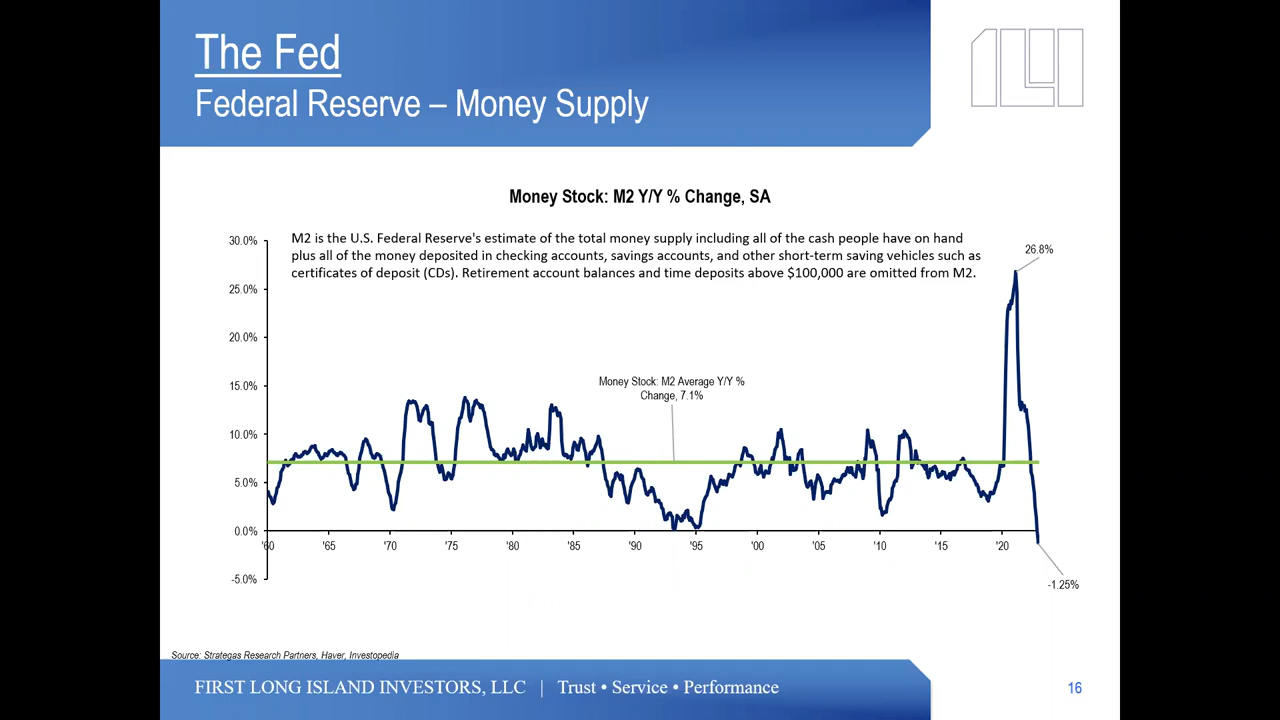 The Fed
Federal Reserve – Money Supply
Money Stock: M2 Y/Y % Change, SA
M2 is the U.S. Federal Reserve's estimate of the total money supply including all of the cash people have on hand
plus all of the money deposited in checking accounts, savings accounts, and other short-term saving vehicles such as
certificates of deposit (CDs). Retirement account balances and time deposits above $100,000 are omitted from M2.
30.0%
25.0%
20.0%
15.0%
10.0%
5.0%
0.0%
-5.0%
26.8%
Money Stock: M2 Average Y/Y %
Change, 7.1%
'60 '65 '70 '75 '80 '85 '90 '95 '00 '05 '10 '15 '20
-1.25%
Source: Strategas Research Partners, Haver, Investopedia
FIRST LONG ISLAND INVESTORS, LLC | Trust • Service • Performance
16